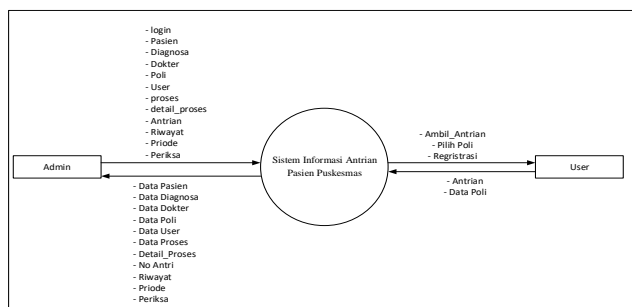 - login
- Pasien
- Diagnosa
- Dokter
- Poli
- User
- proses
- detail_proses
- Antrian
- Riwayat
- Priode
- Periksa
Admin
Sistem Informasi Antrian
Pasien Puskesmas
- Ambil_Antrian
- Pilih Poli
- Regristrasi
User
- Antrian
- Data Poli
- Data Pasien
- Data Diagnosa
- Data Dokter
- Data Poli
- Data User
- Data Proses
- Detail_Proses
- No Antri
- Riwayat
- Priode
- Periksa